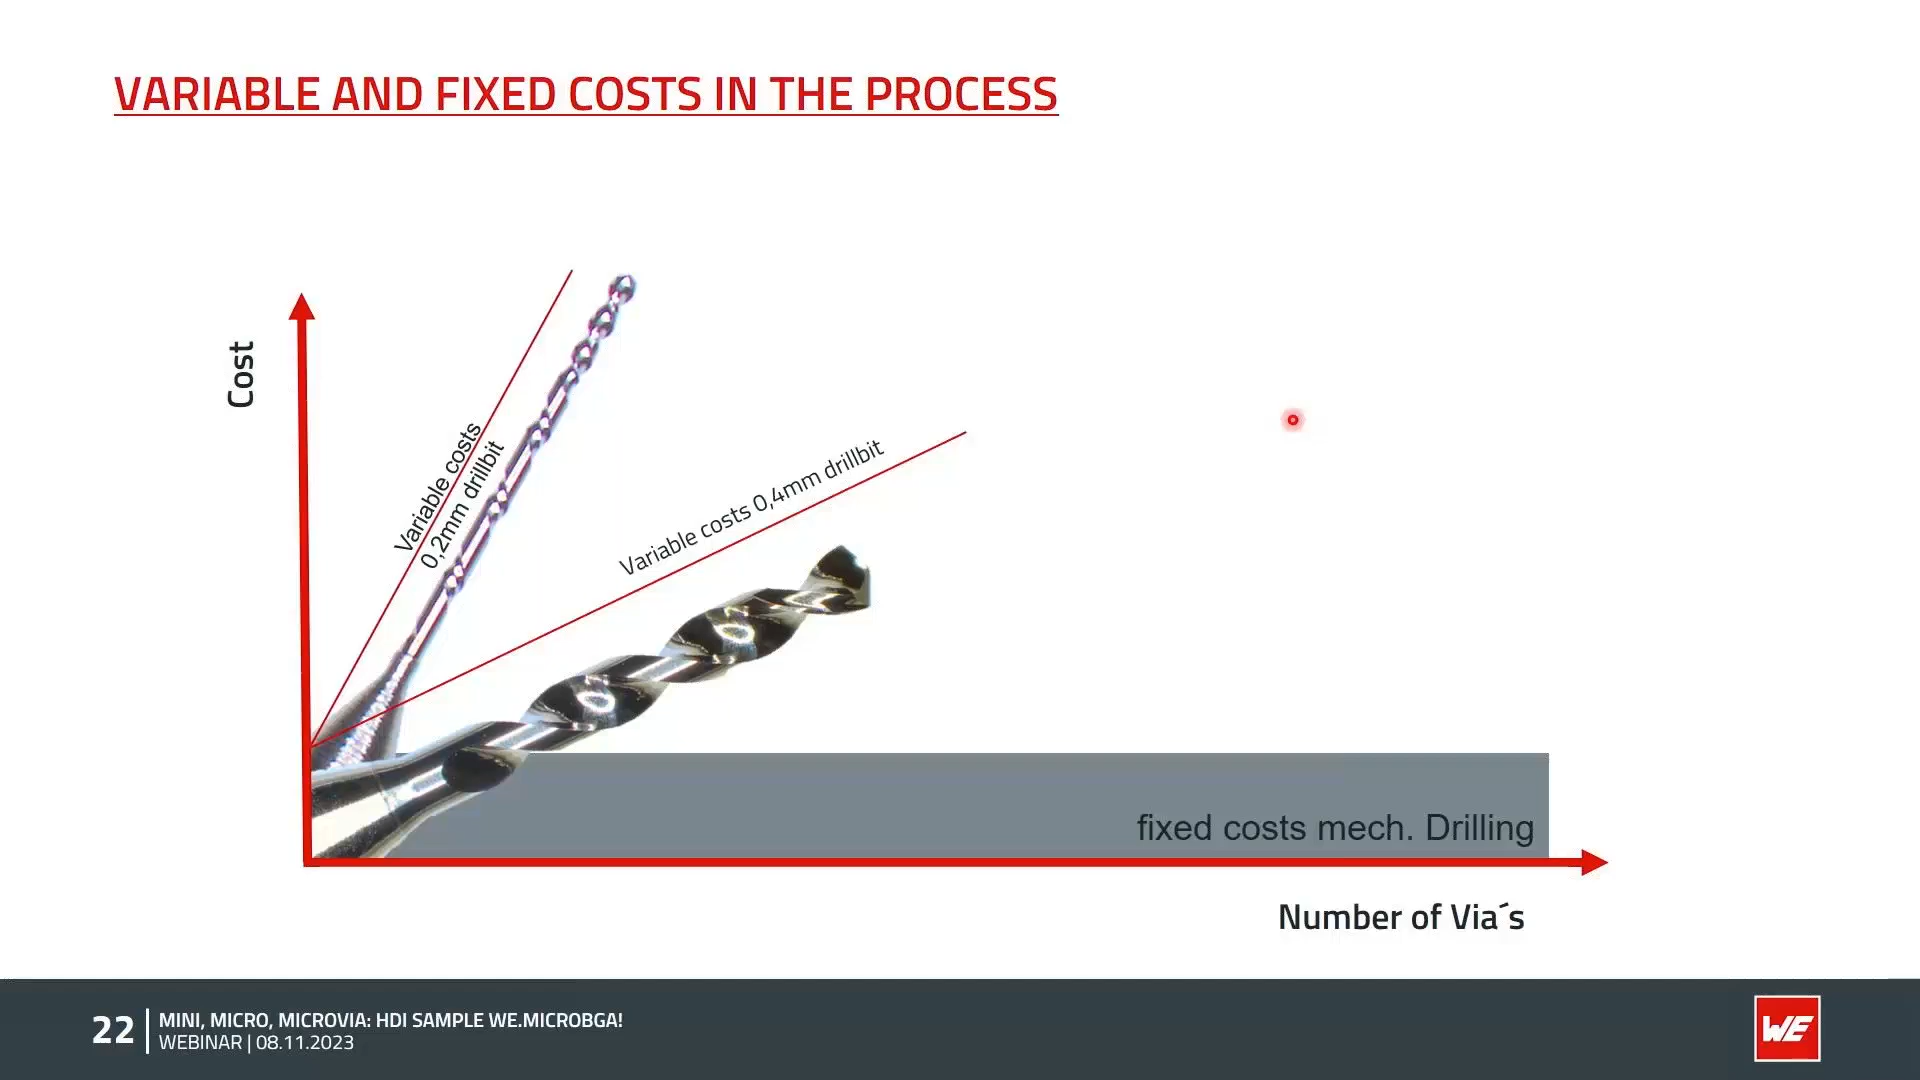 VARIABLE AND FIXED COSTS IN THE PROCESS
Cost
Variable costs
0,2mm drillbit
Variable costs 0,4mm drillbit
fixed costs mech. Drilling
Number of Via´s
22
MINI, MICRO, MICROVIA: HDI SAMPLE WE.MICROBGA!
WEBINAR | 08.11.2023
WE